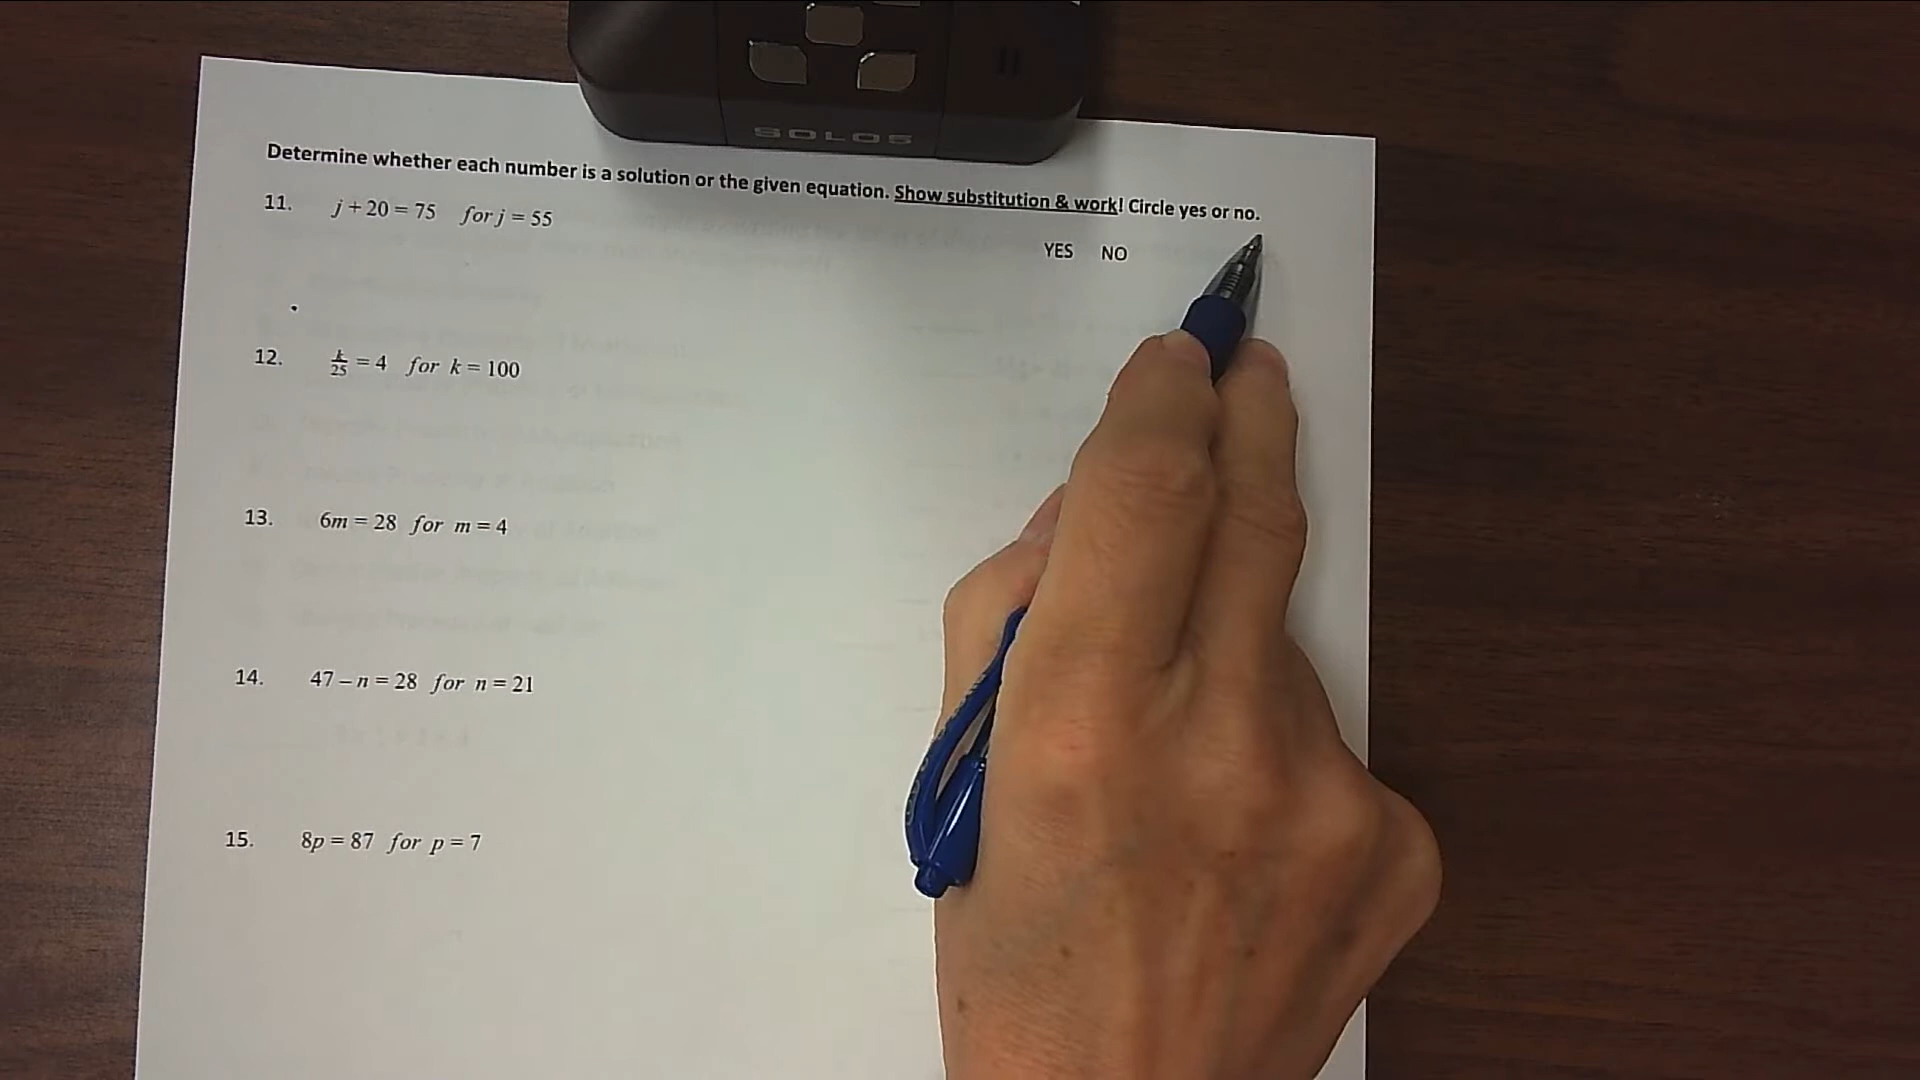 SOLOS
Determine whether each number is a solution or the given equation. Show substitution & work! Circle yes or no.
11. j + 20 = 75 for j = 55
YES NO
12. k/25 = 4 for k = 100
13. 6m = 28 for m = 4
14. 47 – n = 28 for n = 21
15. 8p = 87 for p = 7